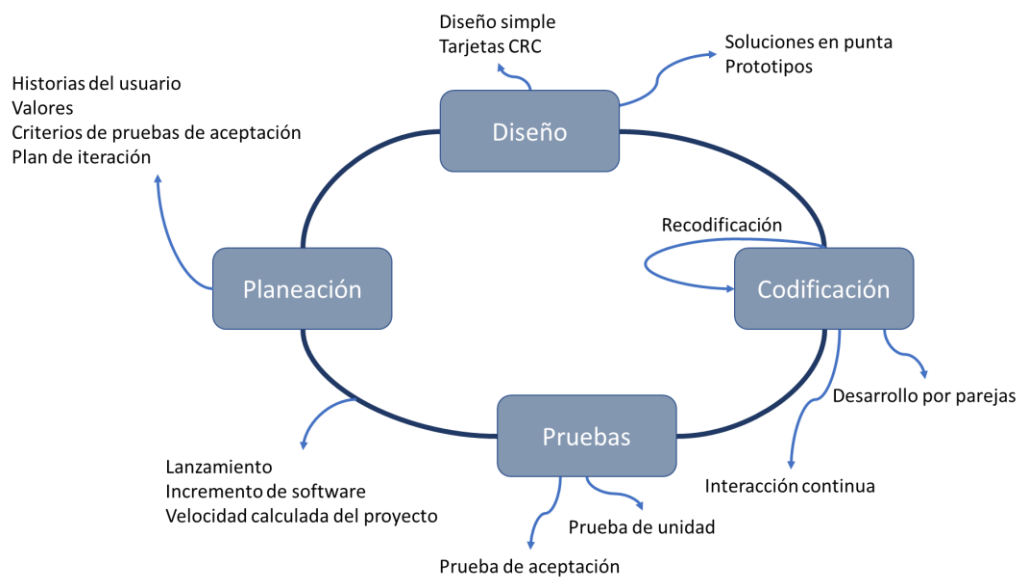 Diseño simple
Tarjetas CRC
Soluciones en punta
Prototipos
Historias del usuario
Valores
Criterios de pruebas de aceptación
Plan de iteración
Diseño
Recodificación
Planeación
Codificación
Desarrollo por parejas
Pruebas
Lanzamiento
Incremento de software
Velocidad calculada del proyecto
Interacción continua
Prueba de unidad
Prueba de aceptación